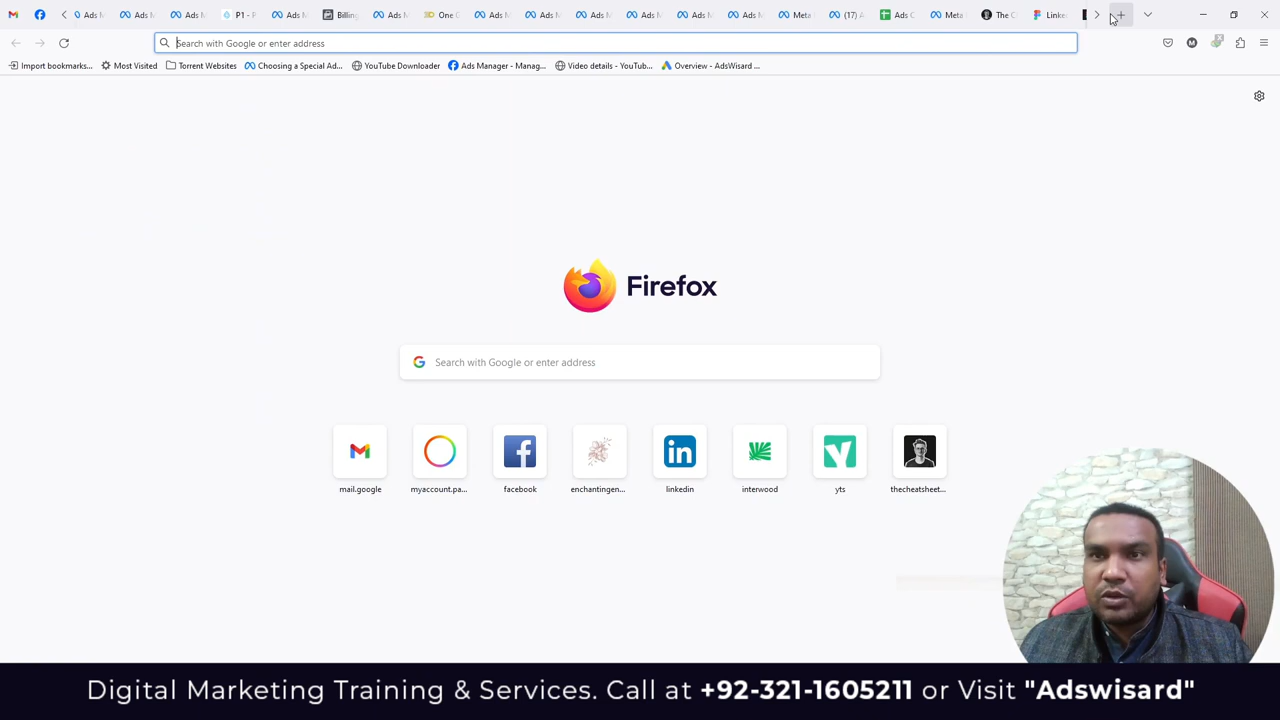 Ads M
Ads M
Ads M
P1 - P
Ads M
Billing
Ads M
One
Ads M
Ads M
Ads M
Ads M
Ads M
Ads M
Meta
(17) A
Ads C
Meta
The C
Linke
Search with Google or enter address
Import bookmarks...
Most Visited
Torrent Websites
Choosing a Special Ad...
YouTube Downloader
Ads Manager - Manag...
Video details - YouTub...
Overview - AdsWisard ...
Firefox
Search with Google or enter address
mail.google
myaccount.pa...
facebook
enchantingen...
linkedin
interwood
yts
thecheatsheet...
Digital Marketing Training & Services. Call at +92-321-1605211 or Visit "Adswisard"